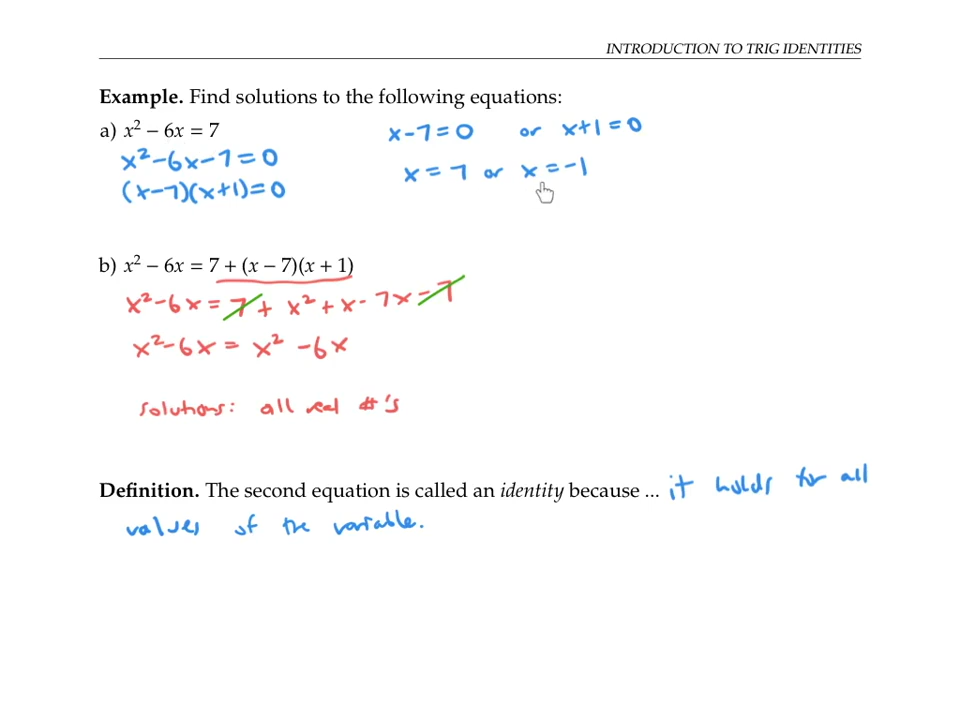 INTRODUCTION TO TRIG IDENTITIES
Example. Find solutions to the following equations:
a) x² − 6x = 7
x² − 6x − 7 = 0
(x − 7)(x + 1) = 0
x − 7 = 0 or x + 1 = 0
x = 7 or x = −1
b) x² − 6x = 7 + (x − 7)(x + 1)
x² − 6x = 7 + x² + x − 7x − 7
x² − 6x = x² − 6x
solutions: all real #'s
Definition. The second equation is called an identity because ... it holds for all
values of the variable.